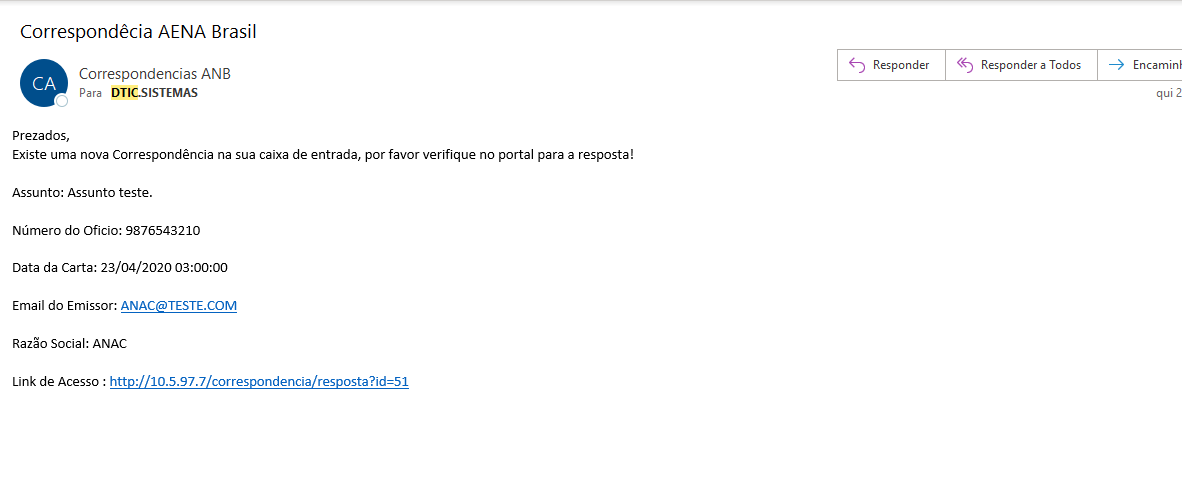 Correspondêcia AENA Brasil
CA
Correspondencias ANB
Para DTIC.SISTEMAS
Responder
Responder a Todos
Encaminh
qui 2
Prezados,
Existe uma nova Correspondência na sua caixa de entrada, por favor verifique no portal para a resposta!
Assunto: Assunto teste.
Número do Oficio: 9876543210
Data da Carta: 23/04/2020 03:00:00
Email do Emissor: ANAC@TESTE.COM
Razão Social: ANAC
Link de Acesso : http://10.5.97.7/correspondencia/resposta?id=51